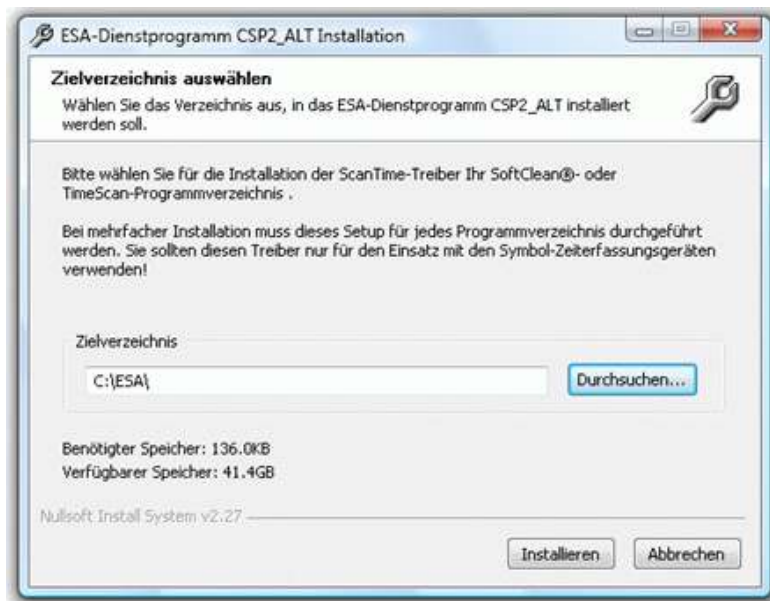 ESA-Dienstprogramm CSP2_ALT Installation
Zielverzeichnis auswählen
Wählen Sie das Verzeichnis aus, in das ESA-Dienstprogramm CSP2_ALT installiert
werden soll.
Bitte wählen Sie für die Installation der ScanTime-Treiber Ihr SoftClean®- oder
TimeScan-Programmverzeichnis .
Bei mehrfacher Installation muss dieses Setup für jedes Programmverzeichnis durchgeführt
werden. Sie sollten diesen Treiber nur für den Einsatz mit den Symbol-Zeiterfassungsgeräten
verwenden!
Zielverzeichnis
C:\ESA\
Durchsuchen...
Benötigter Speicher: 136.0KB
Verfügbarer Speicher: 41.4GB
Nullsoft Install System v2.27
Installieren
Abbrechen